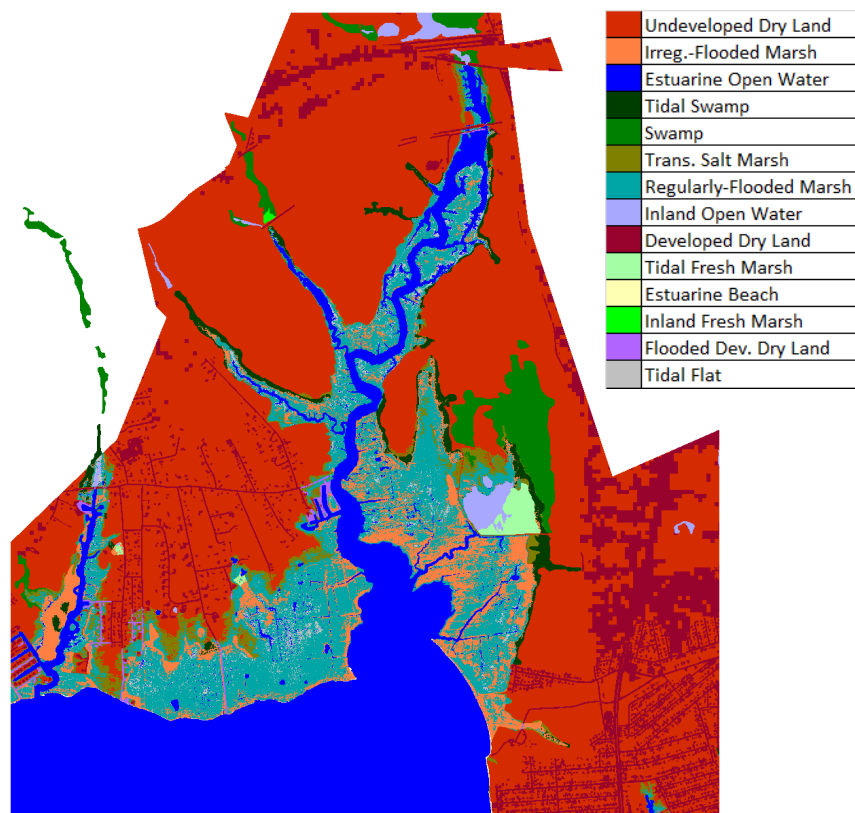 Undeveloped Dry Land
Irreg.-Flooded Marsh
Estuarine Open Water
Tidal Swamp
Swamp
Trans. Salt Marsh
Regularly-Flooded Marsh
Inland Open Water
Developed Dry Land
Tidal Fresh Marsh
Estuarine Beach
Inland Fresh Marsh
Flooded Dev. Dry Land
Tidal Flat